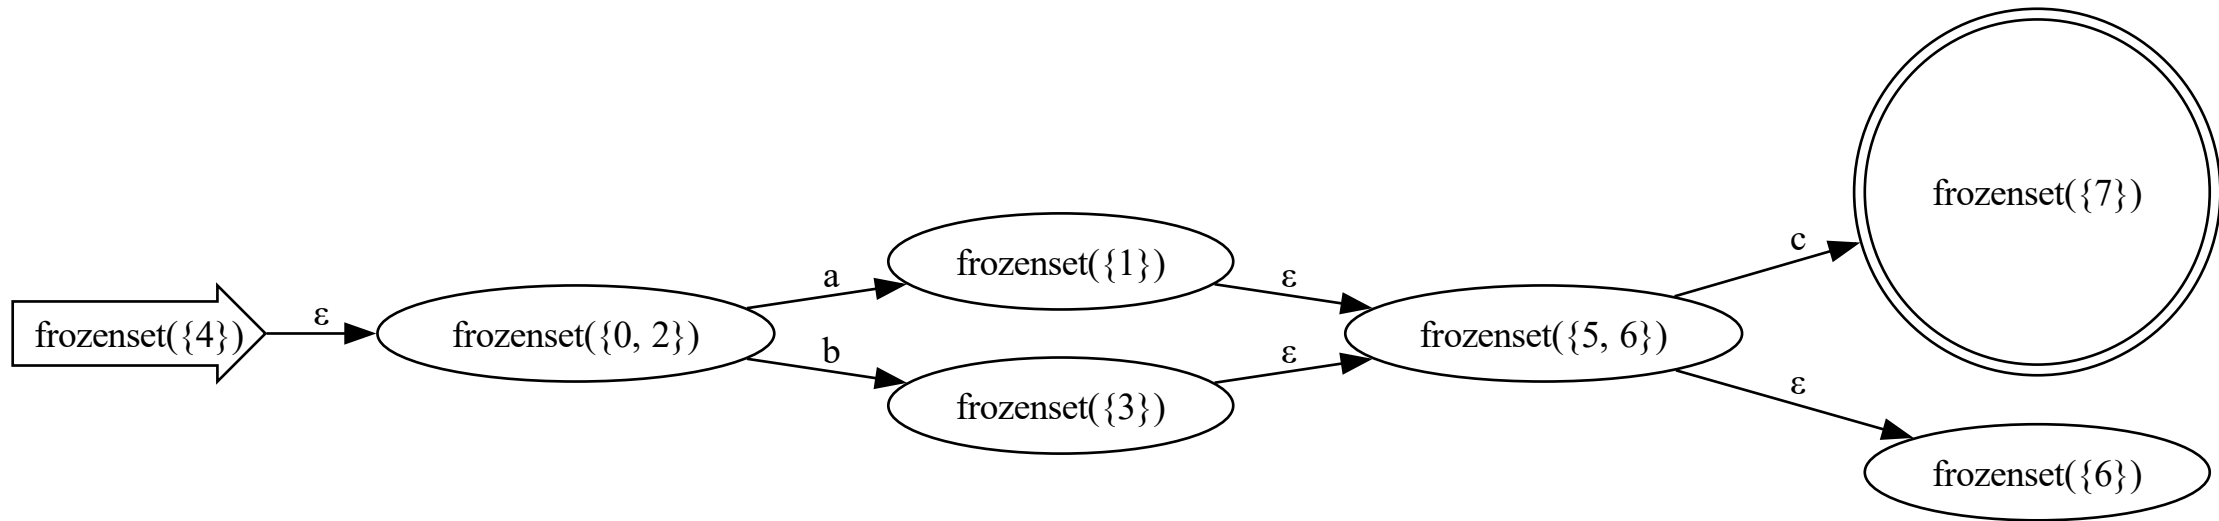 frozenset({4})
ε
frozenset({0, 2})
a
b
frozenset({1})
frozenset({3})
ε
ε
frozenset({5, 6})
c
ε
frozenset({7})
frozenset({6})